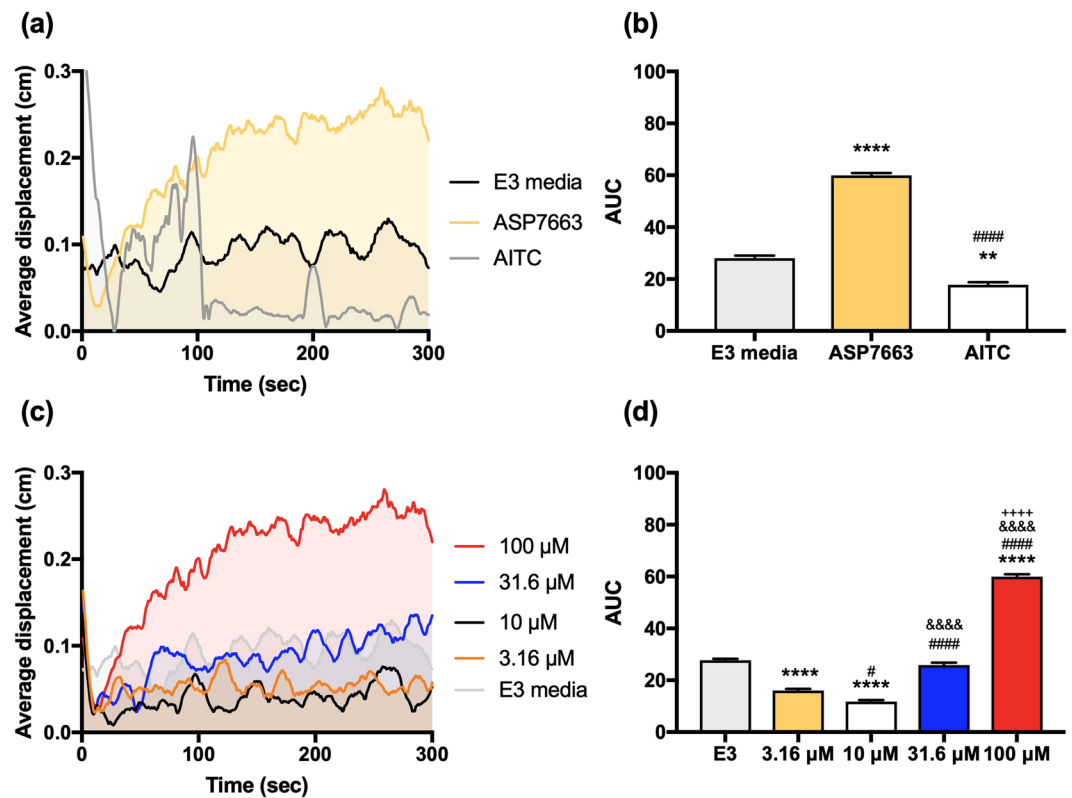 (a)
Average displacement (cm)
0.3
0.2
0.1
0.0
0
100
200
300
Time (sec)
E3 media
ASP7663
AITC
(b)
AUC
100
80
60
40
20
0
****
####
**
E3 media
ASP7663
AITC
(c)
Average displacement (cm)
0.3
0.2
0.1
0.0
0
100
200
300
Time (sec)
100 µM
31.6 µM
10 µM
3.16 µM
E3 media
(d)
AUC
100
80
60
40
20
0
****
#
****
&&&&
####
++++
&&&&
####
****
E3
3.16 µM
10 µM
31.6 µM
100 µM